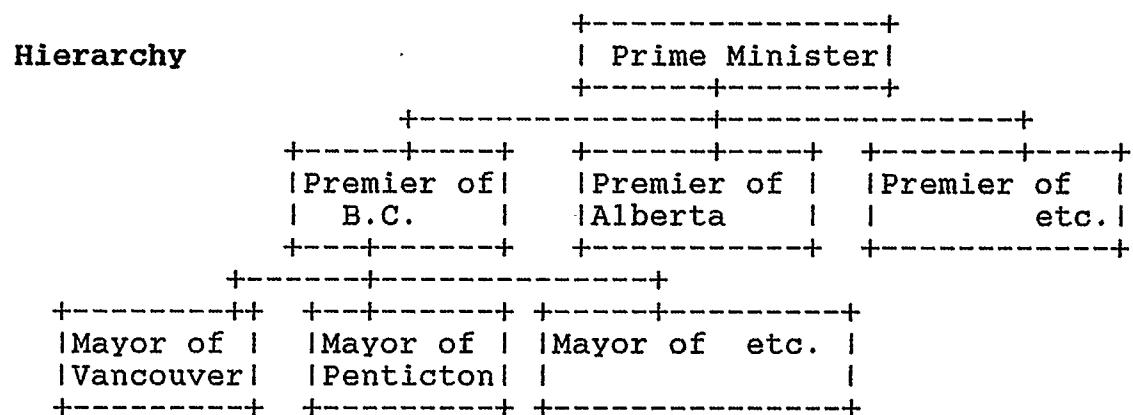 Hierarchy
Prime Minister
Premier of
B.C.
Premier of
Alberta
Premier of
etc.
Mayor of
Vancouver
Mayor of
Penticton
Mayor of etc.